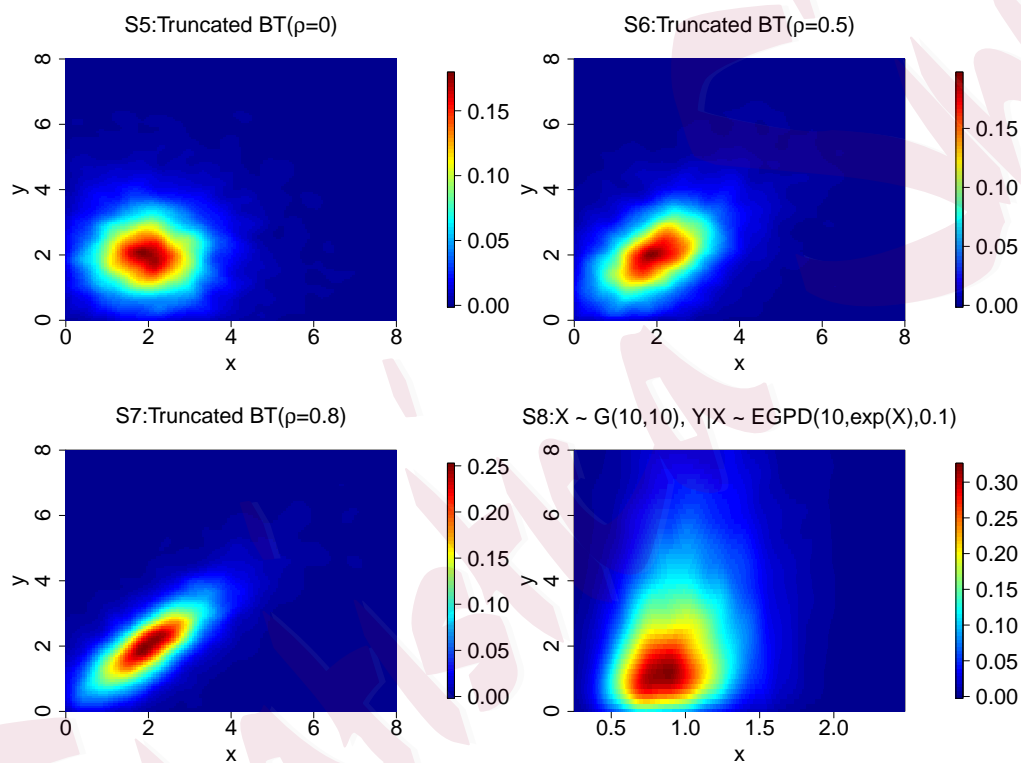 S5:Truncated BT(ρ=0)
y
0 2 4 6 8
0 2 4 6 8
x
0.00 0.05 0.10 0.15
S6:Truncated BT(ρ=0.5)
y
0 2 4 6 8
0 2 4 6 8
x
0.00 0.05 0.10 0.15
S7:Truncated BT(ρ=0.8)
y
0 2 4 6 8
0 2 4 6 8
x
0.00 0.05 0.10 0.15 0.20 0.25
S8:X ~ G(10,10), Y|X ~ EGPD(10,exp(X),0.1)
y
0 2 4 6 8
0.5 1.0 1.5 2.0
x
0.00 0.05 0.10 0.15 0.20 0.25 0.30